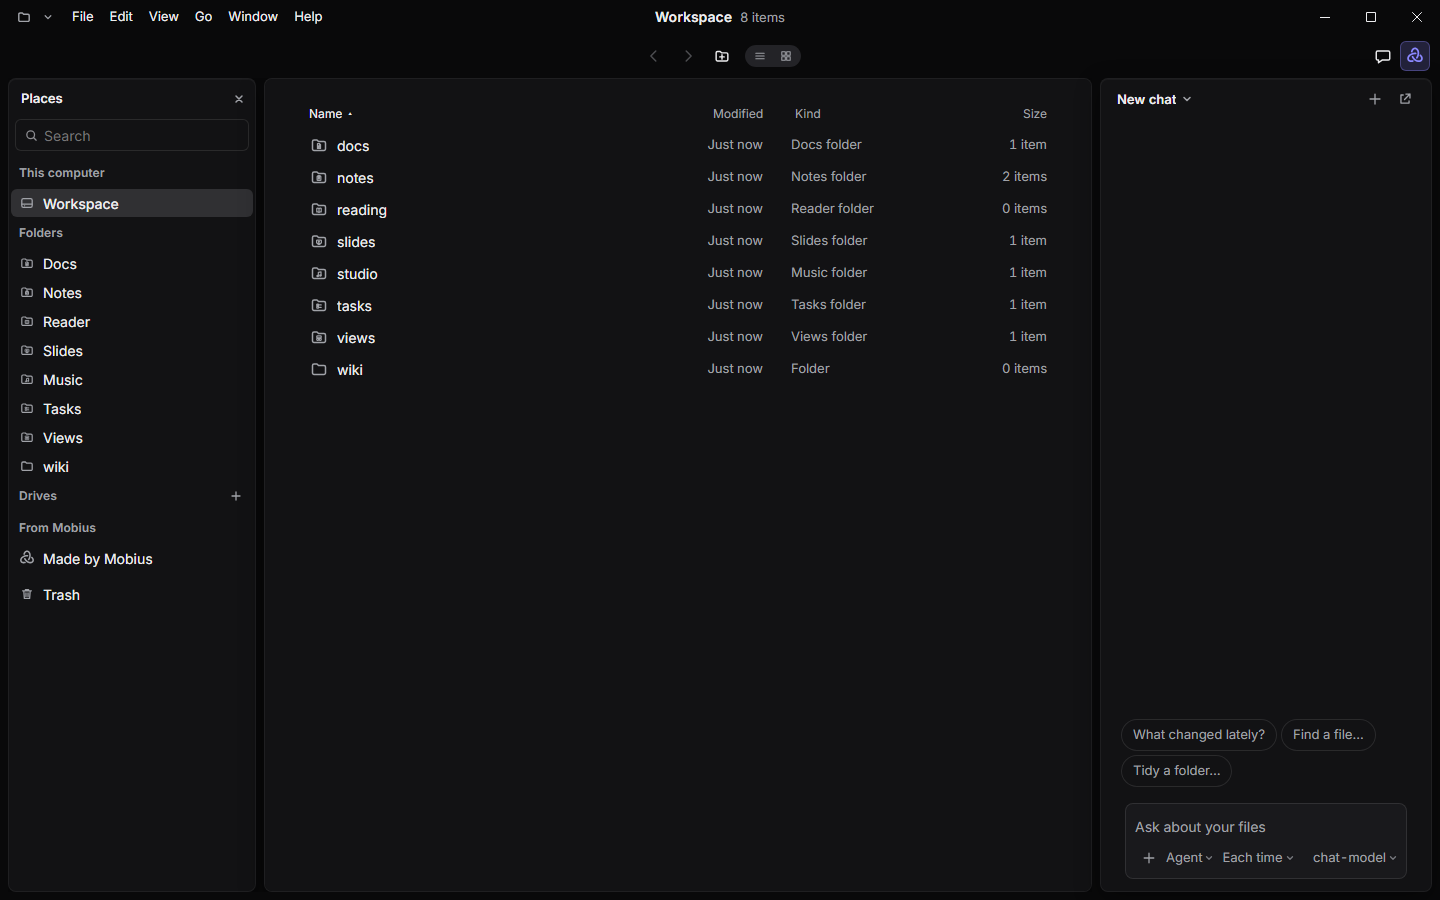 File Edit View Go Window Help
Workspace 8 items
Places
Search
This computer
Workspace
Folders
Docs
Notes
Reader
Slides
Music
Tasks
Views
wiki
Drives
From Mobius
Made by Mobius
Trash
Name Modified Kind Size
docs Just now Docs folder 1 item
notes Just now Notes folder 2 items
reading Just now Reader folder 0 items
slides Just now Slides folder 1 item
studio Just now Music folder 1 item
tasks Just now Tasks folder 1 item
views Just now Views folder 1 item
wiki Just now Folder 0 items
New chat
What changed lately? Find a file...
Tidy a folder...
Ask about your files
Agent Each time chat-model